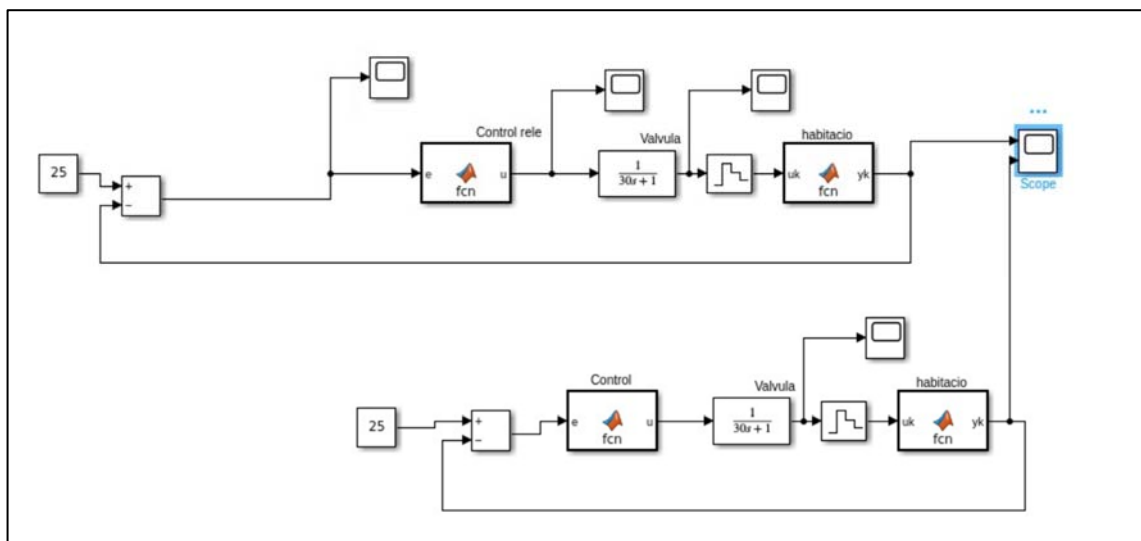 ...
Control rele
Valvula
habitacio
25
+
−
e
fcn
u
1
30s + 1
uk
fcn
yk
Scope
Control
Valvula
habitacio
25
+
−
e
fcn
u
1
30s + 1
uk
fcn
yk